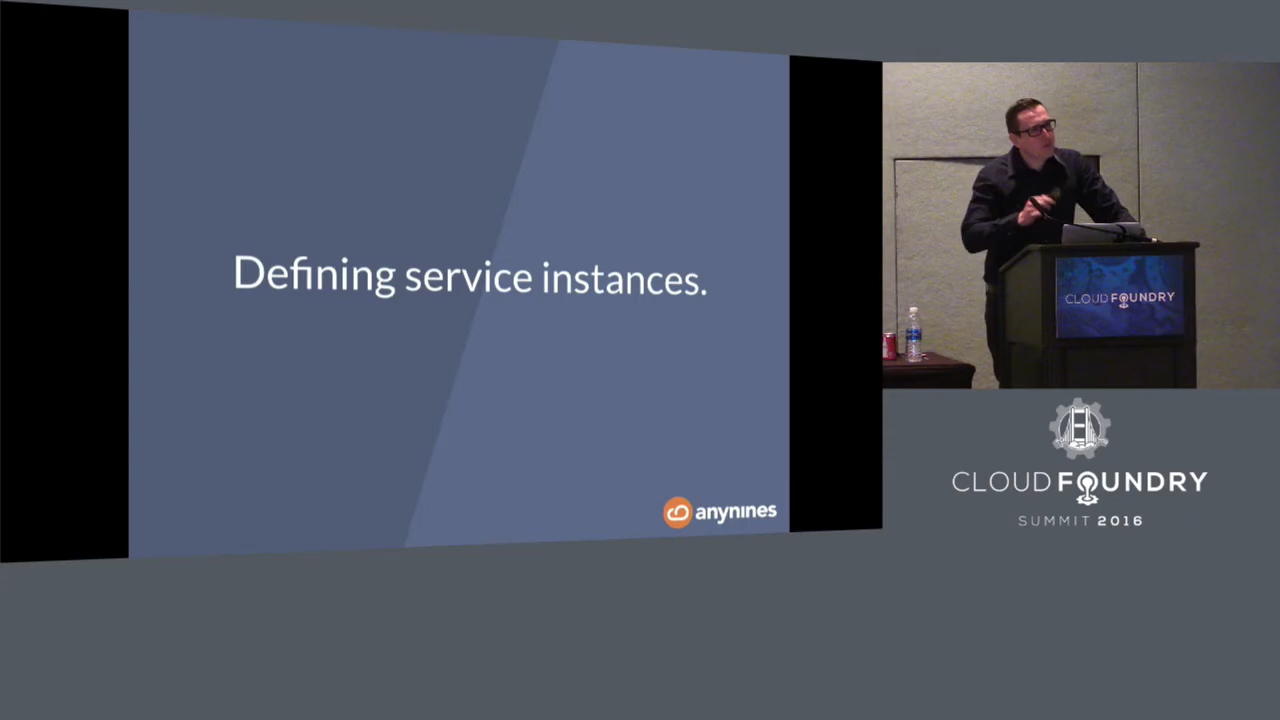 Defining service instances.
anynines
CLOUD FOUNDRY
CLOUD FOUNDRY
SUMMIT 2016